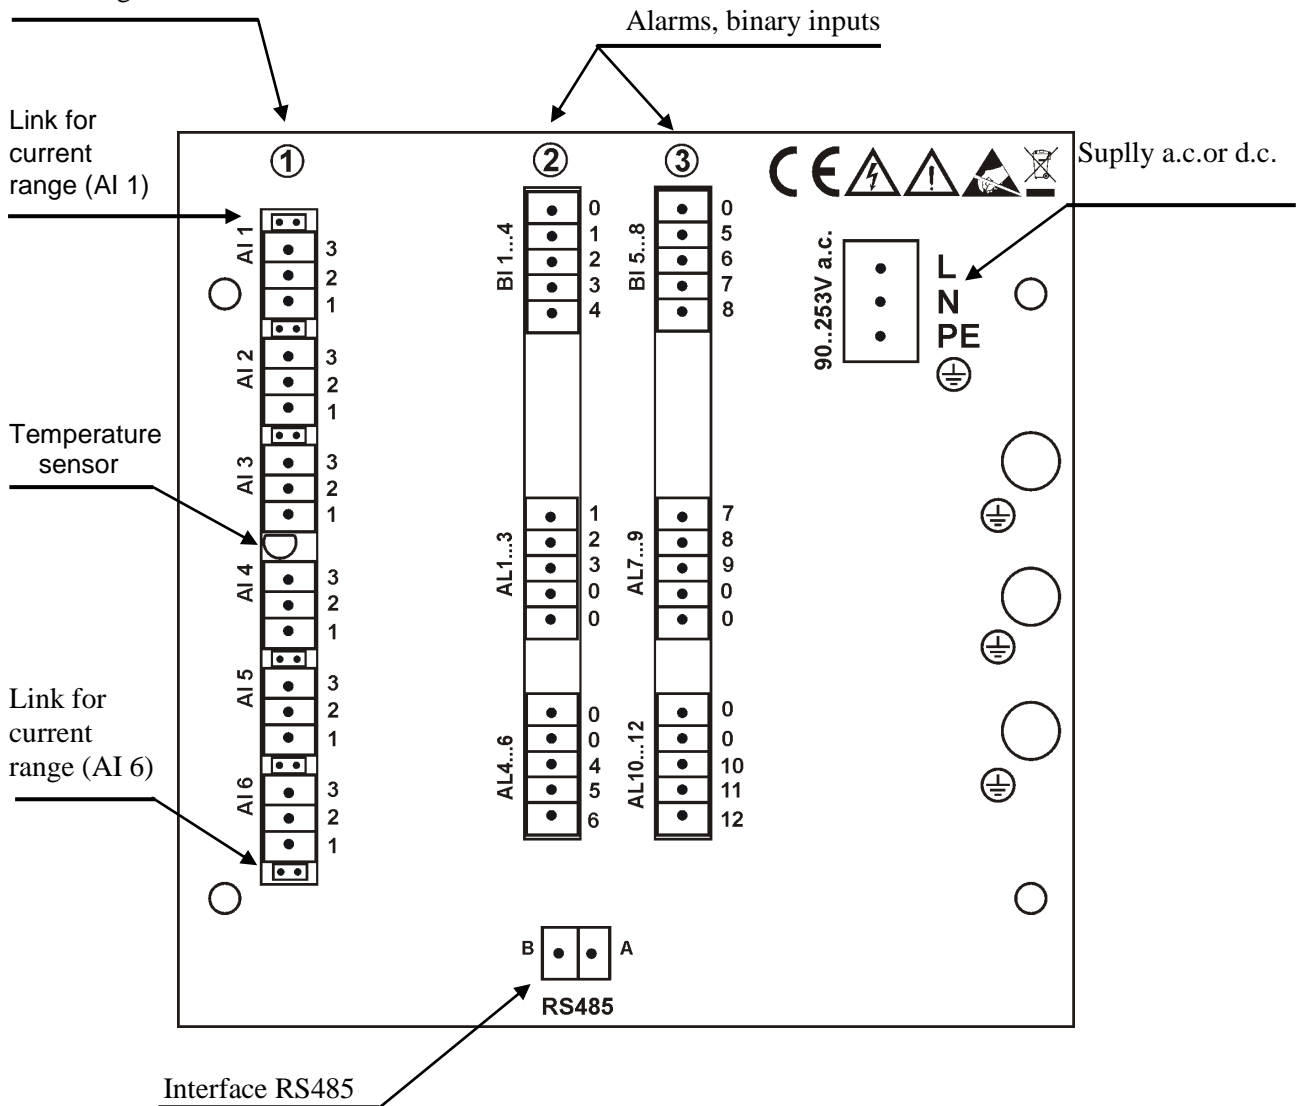 Alarms, binary inputs
Link for
current
range (AI 1)
Suplly a.c.or d.c.
1
2
3
CE
AI 1
3
2
1
AI 2
3
2
1
AI 3
3
2
1
Temperature
sensor
AI 4
3
2
1
AI 5
3
2
1
AI 6
3
2
1
Link for
current
range (AI 6)
BI 1...4
0
1
2
3
4
AL1...3
1
2
3
0
0
AL4...6
0
0
4
5
6
BI 5...8
0
5
6
7
8
AL7...9
7
8
9
0
0
AL10...12
0
0
10
11
12
90..253V a.c.
L
N
PE
B
A
RS485
Interface RS485